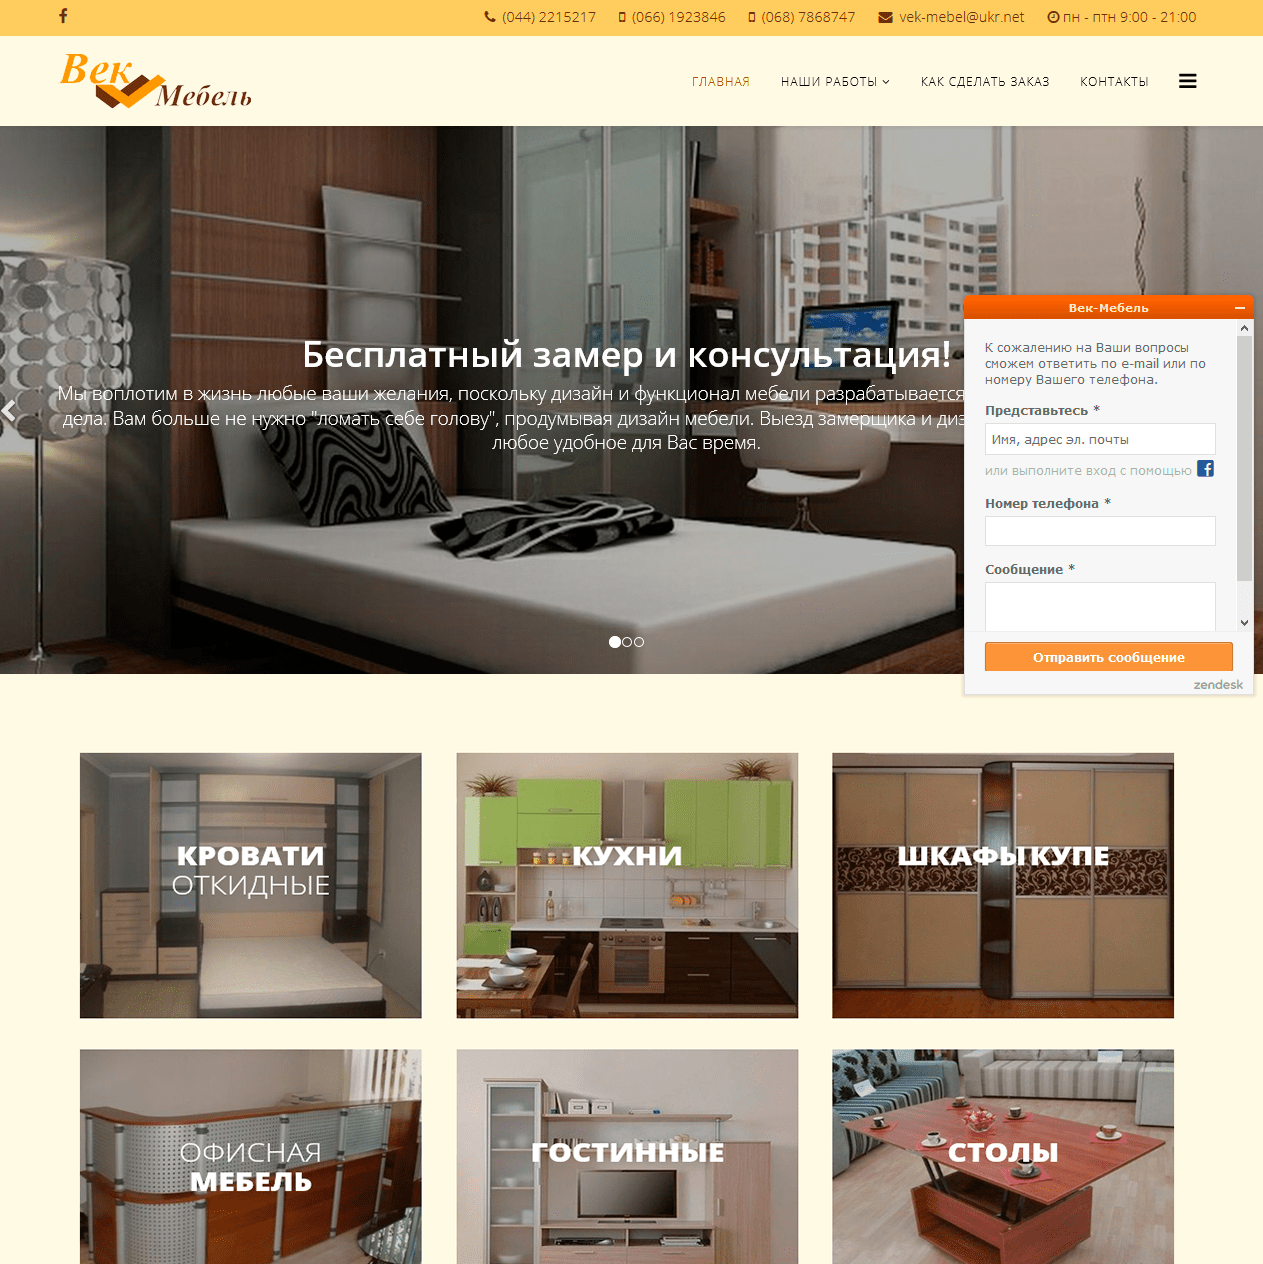 (044) 2215217 (066) 1923846 (068) 7868747 vek-mebel@ukr.net пн - птн 9:00 - 21:00
Век
Мебель
ГЛАВНАЯ НАШИ РАБОТЫ КАК СДЕЛАТЬ ЗАКАЗ КОНТАКТЫ
Бесплатный замер и консультация!
Мы воплотим в жизнь любые ваши желания, поскольку дизайн и функционал мебели разрабатывается
дела. Вам больше не нужно "ломать себе голову", продумывая дизайн мебели. Выезд замерщика и диз
любое удобное для Вас время.
Век-Мебель
К сожалению на Ваши вопросы
сможем ответить по e-mail или по
номеру Вашего телефона.
Представьтесь *
Имя, адрес эл. почты
или выполните вход с помощью
Номер телефона *
Сообщение *
Отправить сообщение
zendesk
КРОВАТИ
ОТКИДНЫЕ
КУХНИ
ШКАФЫ КУПЕ
ОФИСНАЯ
МЕБЕЛЬ
ГОСТИННЫЕ
СТОЛЫ